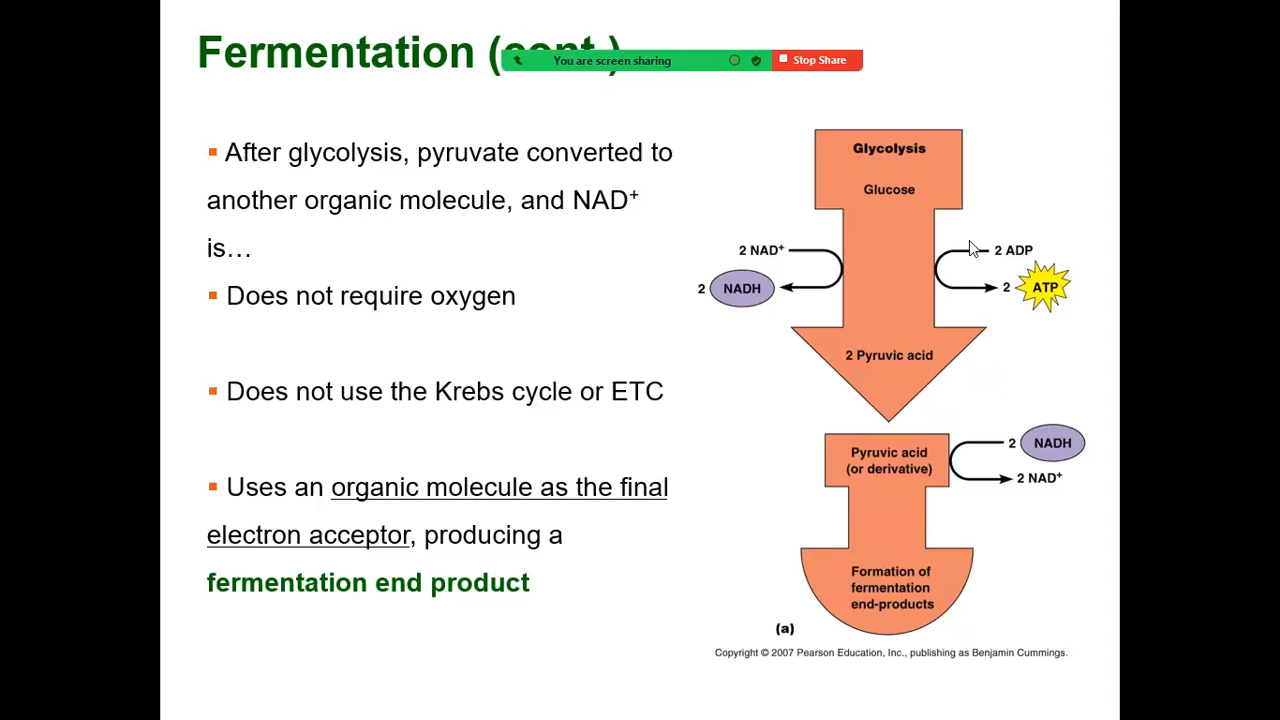 Fermentation (cont.)
You are screen sharing
Stop Share
▪ After glycolysis, pyruvate converted to
another organic molecule, and NAD⁺
is…
▪ Does not require oxygen
▪ Does not use the Krebs cycle or ETC
▪ Uses an organic molecule as the final
electron acceptor, producing a
fermentation end product
Glycolysis
Glucose
2 NAD⁺
2 NADH
2 ADP
2 ATP
2 Pyruvic acid
Pyruvic acid
(or derivative)
2 NADH
2 NAD⁺
Formation of
fermentation
end-products
(a)
Copyright © 2007 Pearson Education, Inc., publishing as Benjamin Cummings.